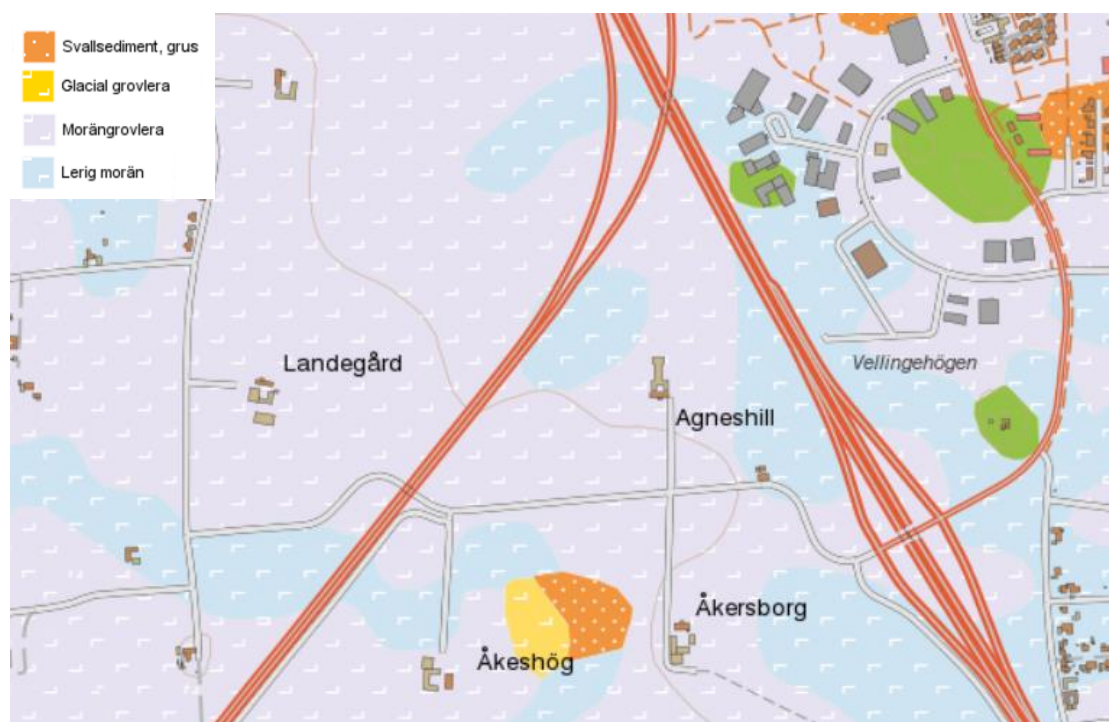 Svallsediment, grus
Glacial grovlera
Morängrovlera
Lerig morän
Landegård
Vellingehögen
Agneshill
Åkersborg
Åkeshög